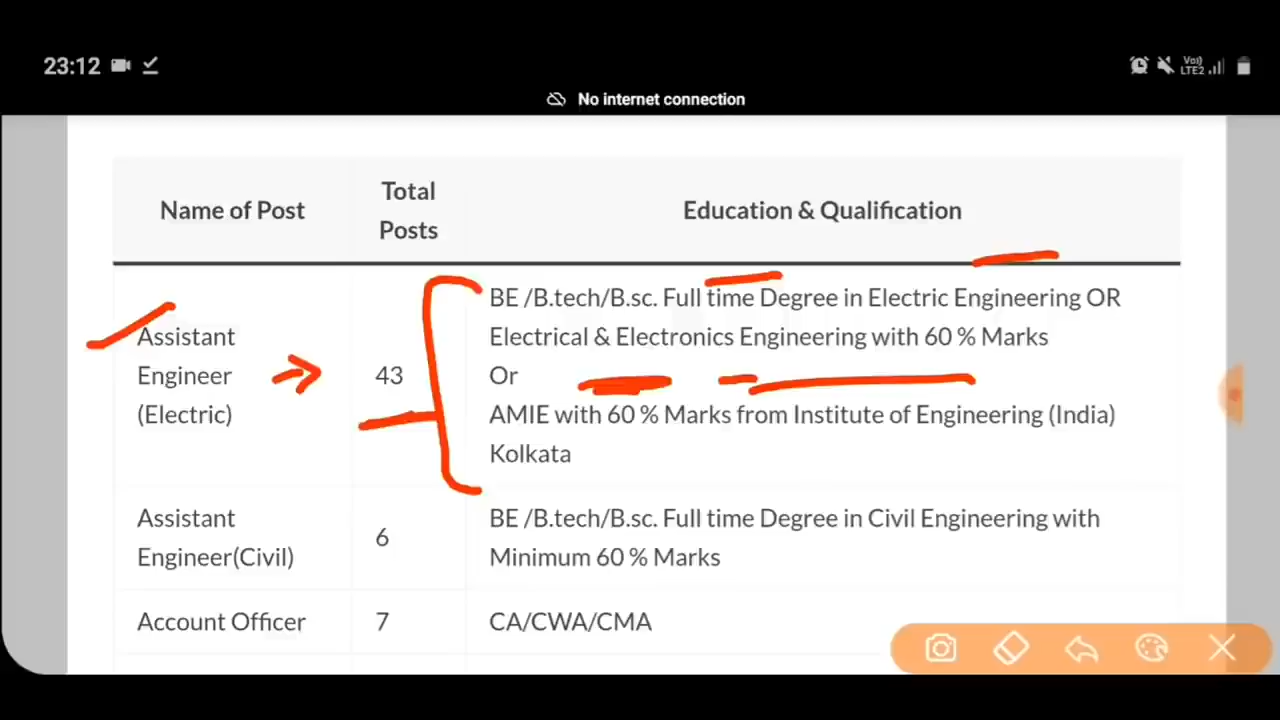 23:12
Vo)
LTE2
No internet connection
Name of Post
Total
Posts
Education & Qualification
Assistant
Engineer
(Electric)
43
BE /B.tech/B.sc. Full time Degree in Electric Engineering OR
Electrical & Electronics Engineering with 60 % Marks
Or
AMIE with 60 % Marks from Institute of Engineering (India)
Kolkata
Assistant
Engineer(Civil)
6
BE /B.tech/B.sc. Full time Degree in Civil Engineering with
Minimum 60 % Marks
Account Officer
7
CA/CWA/CMA